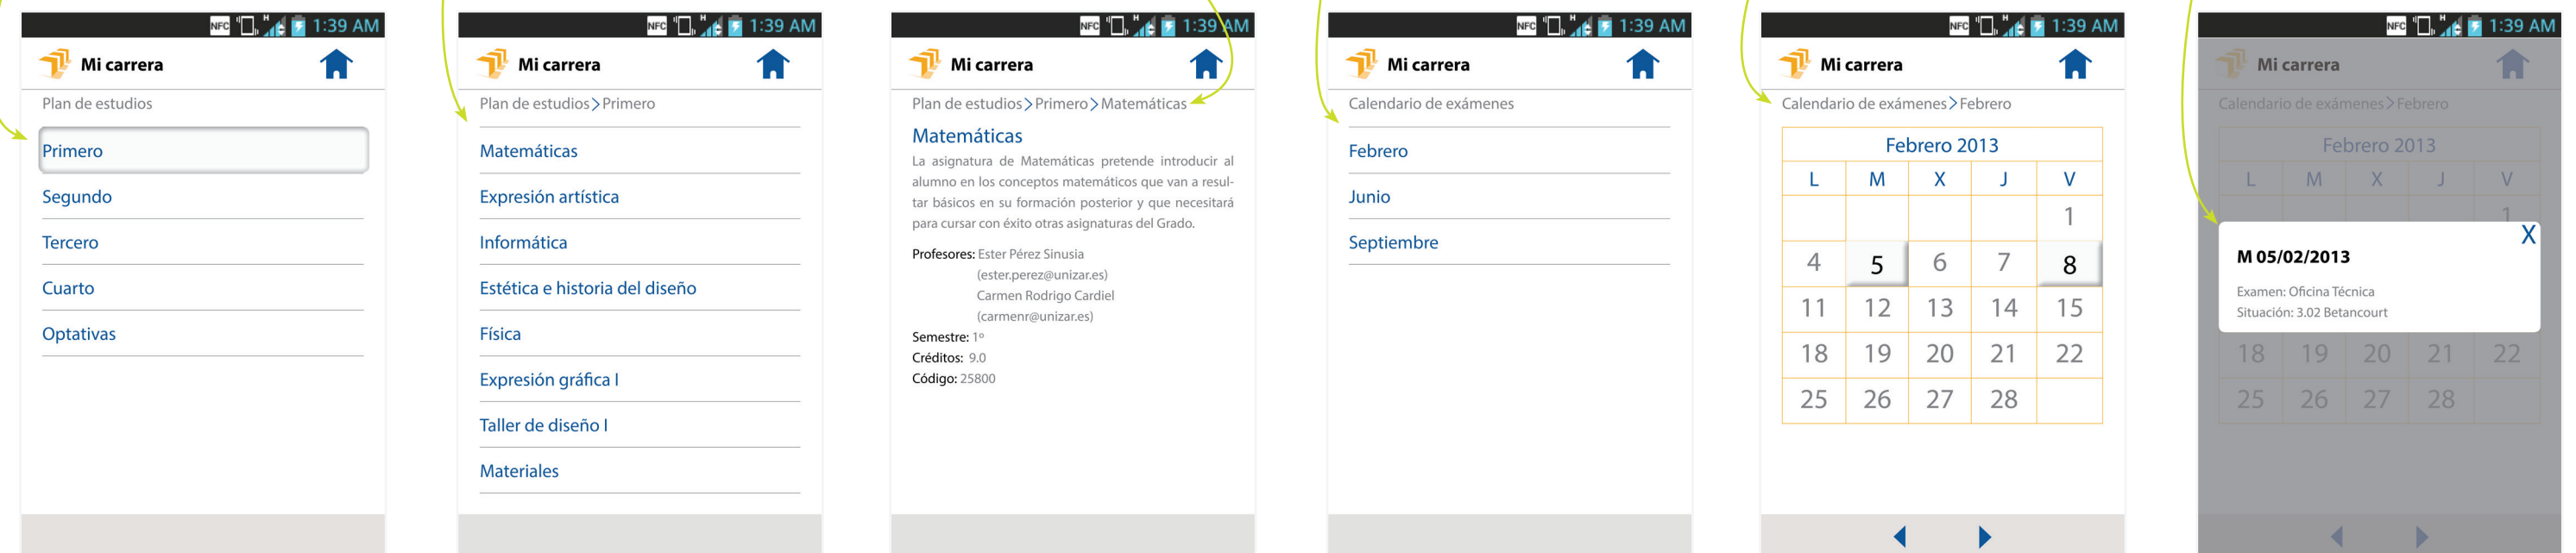 NFC H 1:39 AM
Mi carrera
Plan de estudios
Primero
Segundo
Tercero
Cuarto
Optativas
NFC H 1:39 AM
Mi carrera
Plan de estudios>Primero
Matemáticas
Expresión artística
Informática
Estética e historia del diseño
Física
Expresión gráfica I
Taller de diseño I
Materiales
NFC H 1:39 AM
Mi carrera
Plan de estudios>Primero>Matemáticas
Matemáticas
La asignatura de Matemáticas pretende introducir al
alumno en los conceptos matemáticos que van a resul-
tar básicos en su formación posterior y que necesitará
para cursar con éxito otras asignaturas del Grado.
Profesores: Ester Pérez Sinusia
(ester.perez@unizar.es)
Carmen Rodrigo Cardiel
(carmenr@unizar.es)
Semestre: 1º
Créditos: 9.0
Código: 25800
NFC H 1:39 AM
Mi carrera
Calendario de exámenes
Febrero
Junio
Septiembre
NFC H 1:39 AM
Mi carrera
Calendario de exámenes>Febrero
Febrero 2013
L M X J V
1
4 5 6 7 8
11 12 13 14 15
18 19 20 21 22
25 26 27 28
NFC H 1:39 AM
Mi carrera
Calendario de exámenes>Febrero
Febrero 2013
L M X J V
1
X
M 05/02/2013
Examen: Oficina Técnica
Situación: 3.02 Betancourt
18 19 20 21 22
25 26 27 28